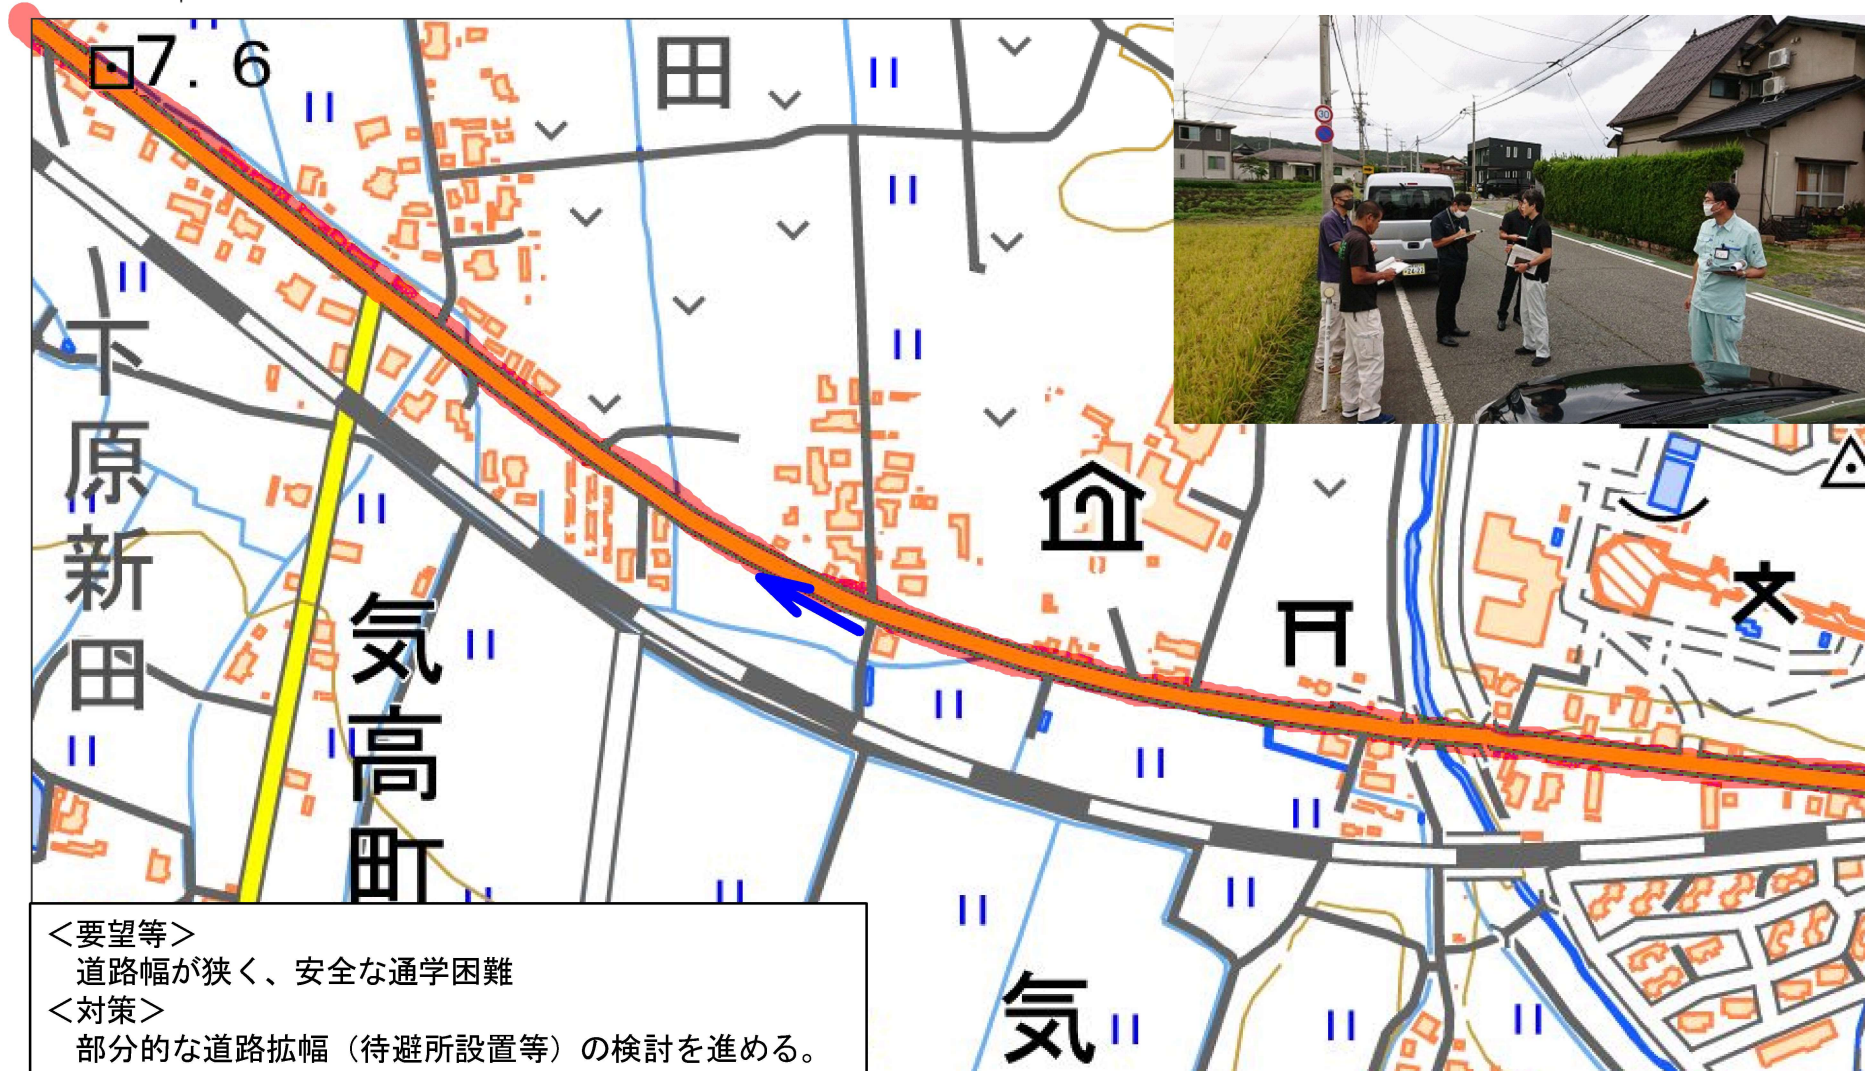 7.6
田
下原新田
気高町
気
30
＜要望等＞
道路幅が狭く、安全な通学困難
＜対策＞
部分的な道路拡幅（待避所設置等）の検討を進める。